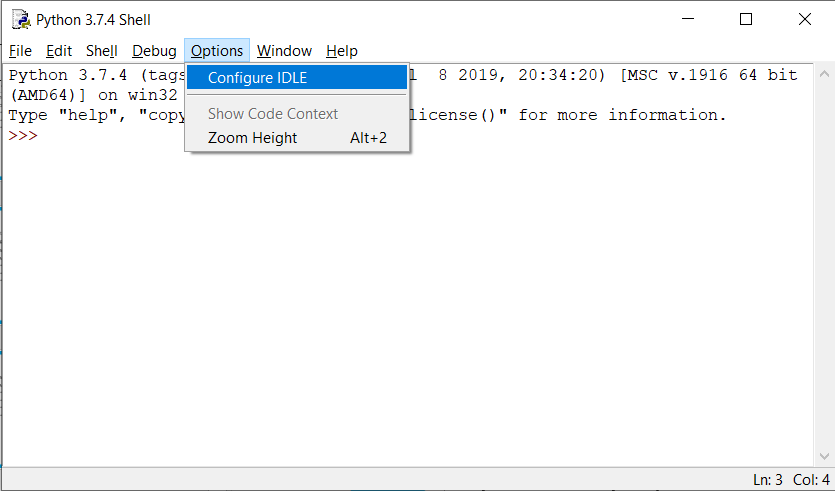 Python 3.7.4 Shell
File Edit Shell Debug Options Window Help
Python 3.7.4 (tags l 8 2019, 20:34:20) [MSC v.1916 64 bit
(AMD64)] on win32
Type "help", "copy license()" for more information.
>>>
Configure IDLE
Show Code Context
Zoom Height Alt+2
Ln: 3 Col: 4